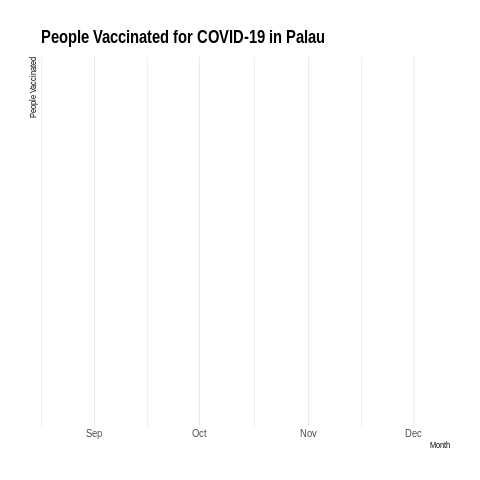 People Vaccinated for COVID-19 in Palau
People Vaccinated
Sep Oct Nov Dec
Month